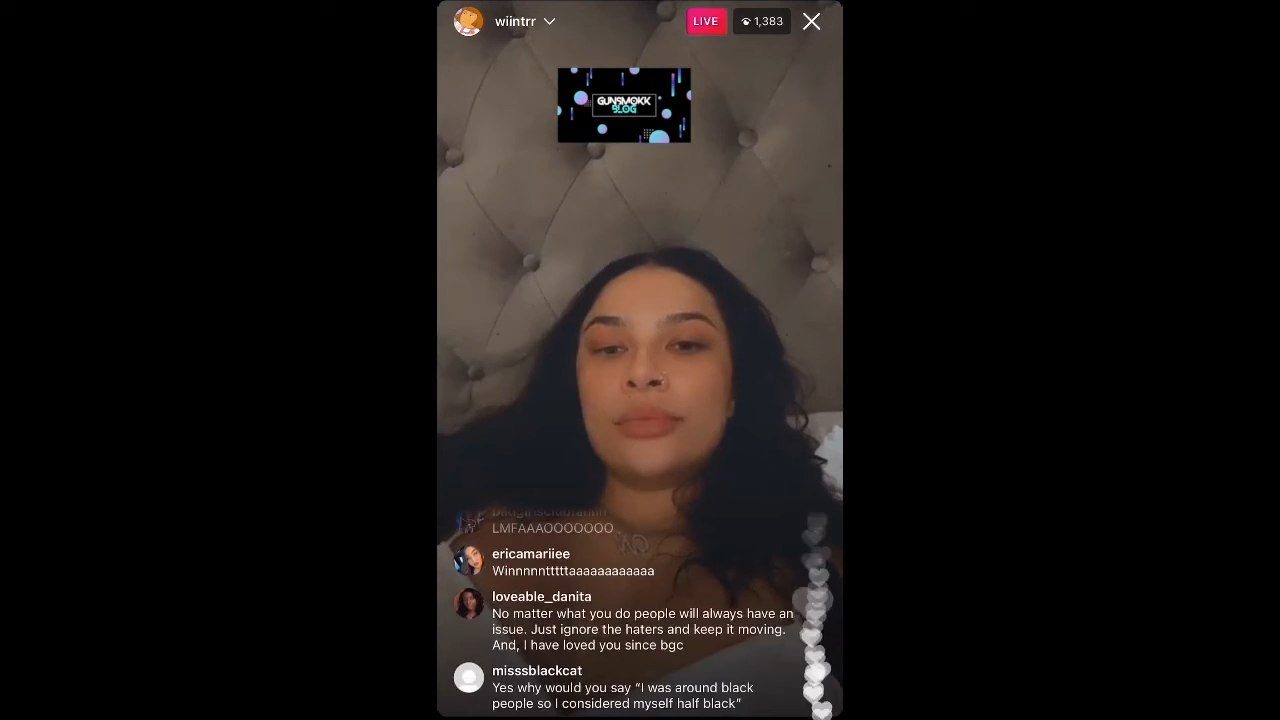 wiintrr
LIVE
1,383
GUNSMOKK
BLOG
LMFAAAOOOOOOO
ericamariiee
Winnnnntttttaaaaaaaaaaaa
loveable_danita
No matter what you do people will always have an
issue. Just ignore the haters and keep it moving.
And, I have loved you since bgc
misssblackcat
Yes why would you say “I was around black
people so I considered myself half black”